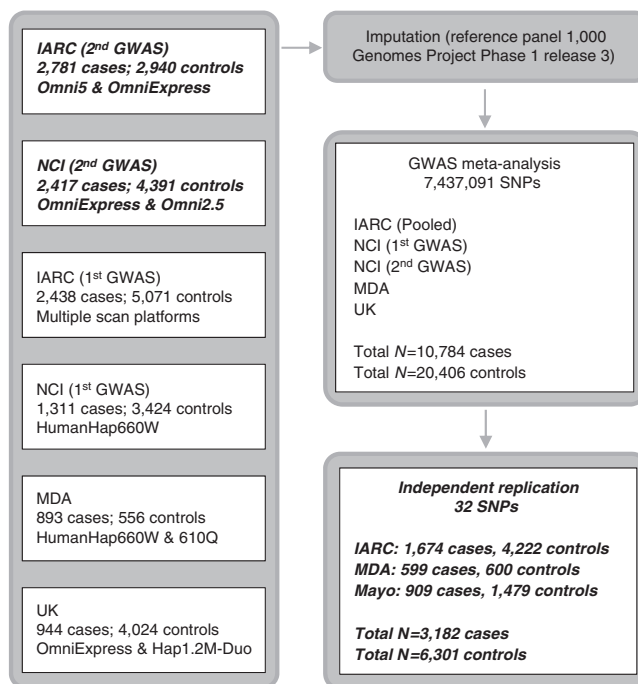 IARC (2nd GWAS)
2,781 cases; 2,940 controls
Omni5 & OmniExpress
NCI (2nd GWAS)
2,417 cases; 4,391 controls
OmniExpress & Omni2.5
IARC (1st GWAS)
2,438 cases; 5,071 controls
Multiple scan platforms
NCI (1st GWAS)
1,311 cases; 3,424 controls
HumanHap660W
MDA
893 cases; 556 controls
HumanHap660W & 610Q
UK
944 cases; 4,024 controls
OmniExpress & Hap1.2M-Duo
Imputation (reference panel 1,000
Genomes Project Phase 1 release 3)
GWAS meta-analysis
7,437,091 SNPs
IARC (Pooled)
NCI (1st GWAS)
NCI (2nd GWAS)
MDA
UK
Total N=10,784 cases
Total N=20,406 controls
Independent replication
32 SNPs
IARC: 1,674 cases, 4,222 controls
MDA: 599 cases, 600 controls
Mayo: 909 cases, 1,479 controls
Total N=3,182 cases
Total N=6,301 controls